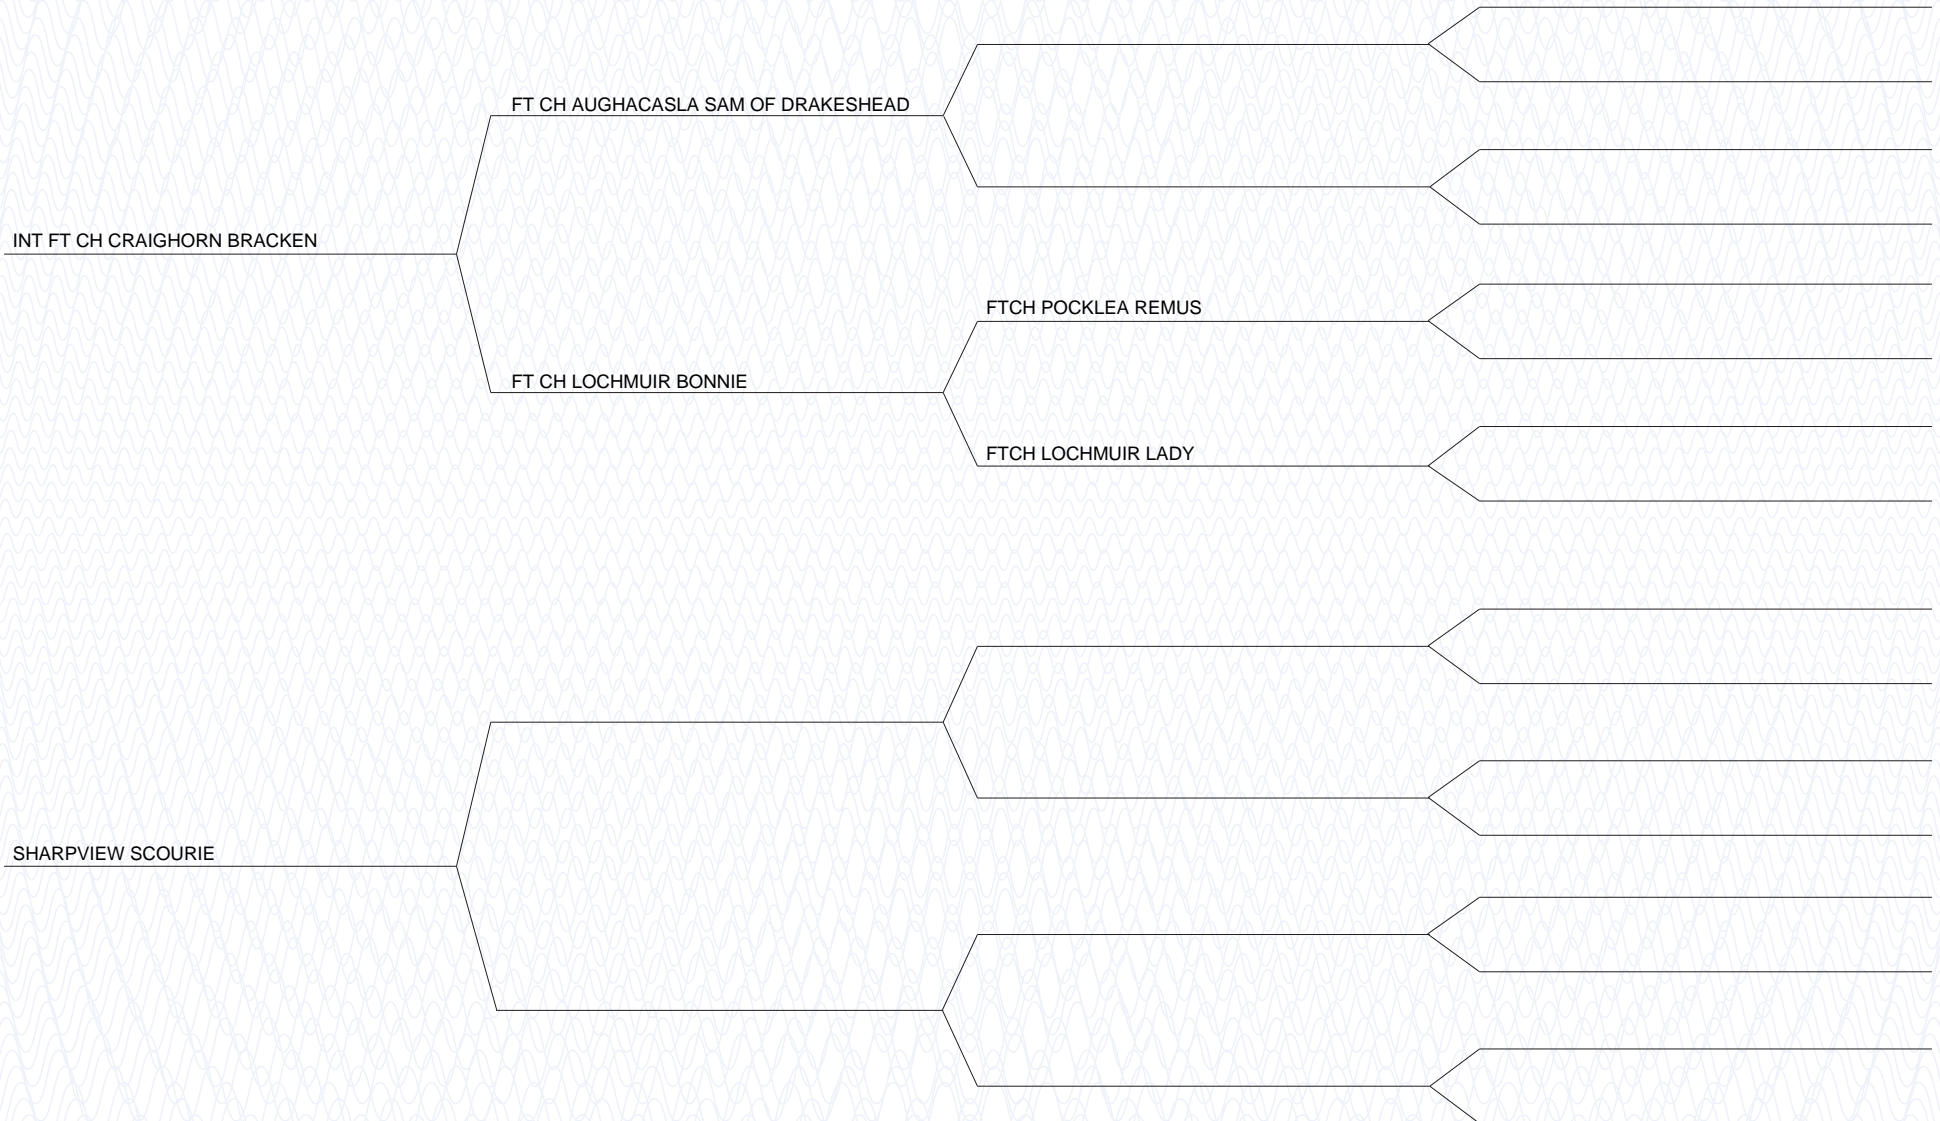 FT CH AUGHACASLA SAM OF DRAKESHEAD
INT FT CH CRAIGHORN BRACKEN
FTCH POCKLEA REMUS
FT CH LOCHMUIR BONNIE
FTCH LOCHMUIR LADY
SHARPVIEW SCOURIE